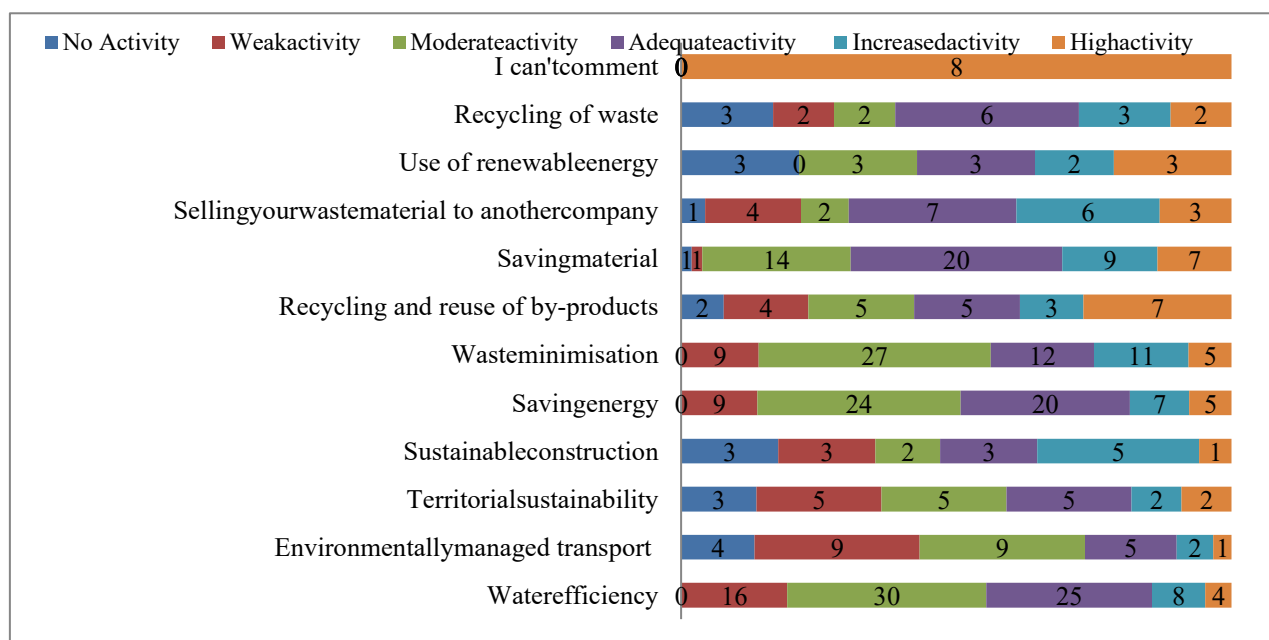 No Activity Weakactivity Moderateactivity Adequateactivity Increasedactivity Highactivity
I can'tcomment 0 8
Recycling of waste 3 2 2 6 3 2
Use of renewableenergy 3 0 3 3 2 3
Sellingyourwastematerial to anothercompany 1 4 2 7 6 3
Savingmaterial 1 1 14 20 9 7
Recycling and reuse of by-products 2 4 5 5 3 7
Wasteminimisation 0 9 27 12 11 5
Savingenergy 0 9 24 20 7 5
Sustainableconstruction 3 3 2 3 5 1
Territorialsustainability 3 5 5 5 2 2
Environmentallymanaged transport 4 9 9 5 2 1
Waterefficiency 0 16 30 25 8 4